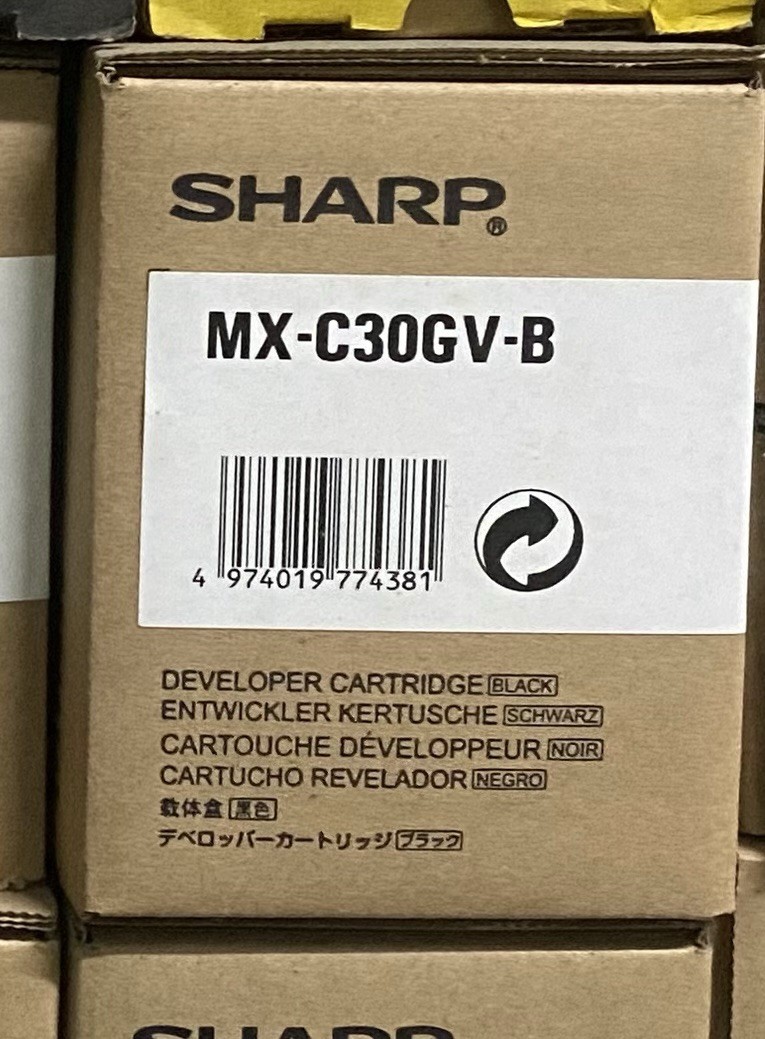 SHARP®
MX-C30GV-B
4 974019 774381
DEVELOPER CARTRIDGE BLACK
ENTWICKLER KERTUSCHE SCHWARZ
CARTOUCHE DÉVELOPPEUR NOIR
CARTUCHO REVELADOR NEGRO
载体盒 黑色
デベロッパーカートリッジ ブラック
SHARP